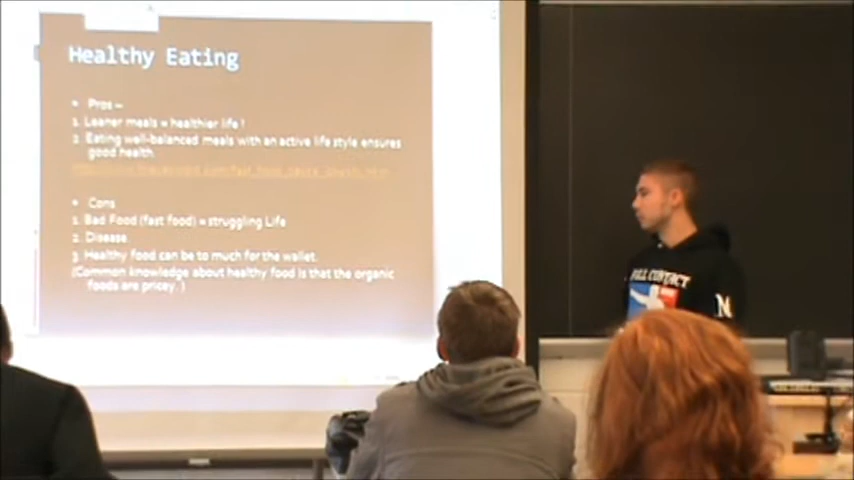 Healthy Eating
• Pros –
1. Leaner meals = healthier life !
2. Eating well-balanced meals with an active life style ensures
good health
• Cons
1. Bad Food (fast food) = struggling Life
2. Disease
3. Healthy food can be to much for the wallet.
(Common knowledge about healthy food is that the organic
foods are pricey. )
FULL CONTACT
N